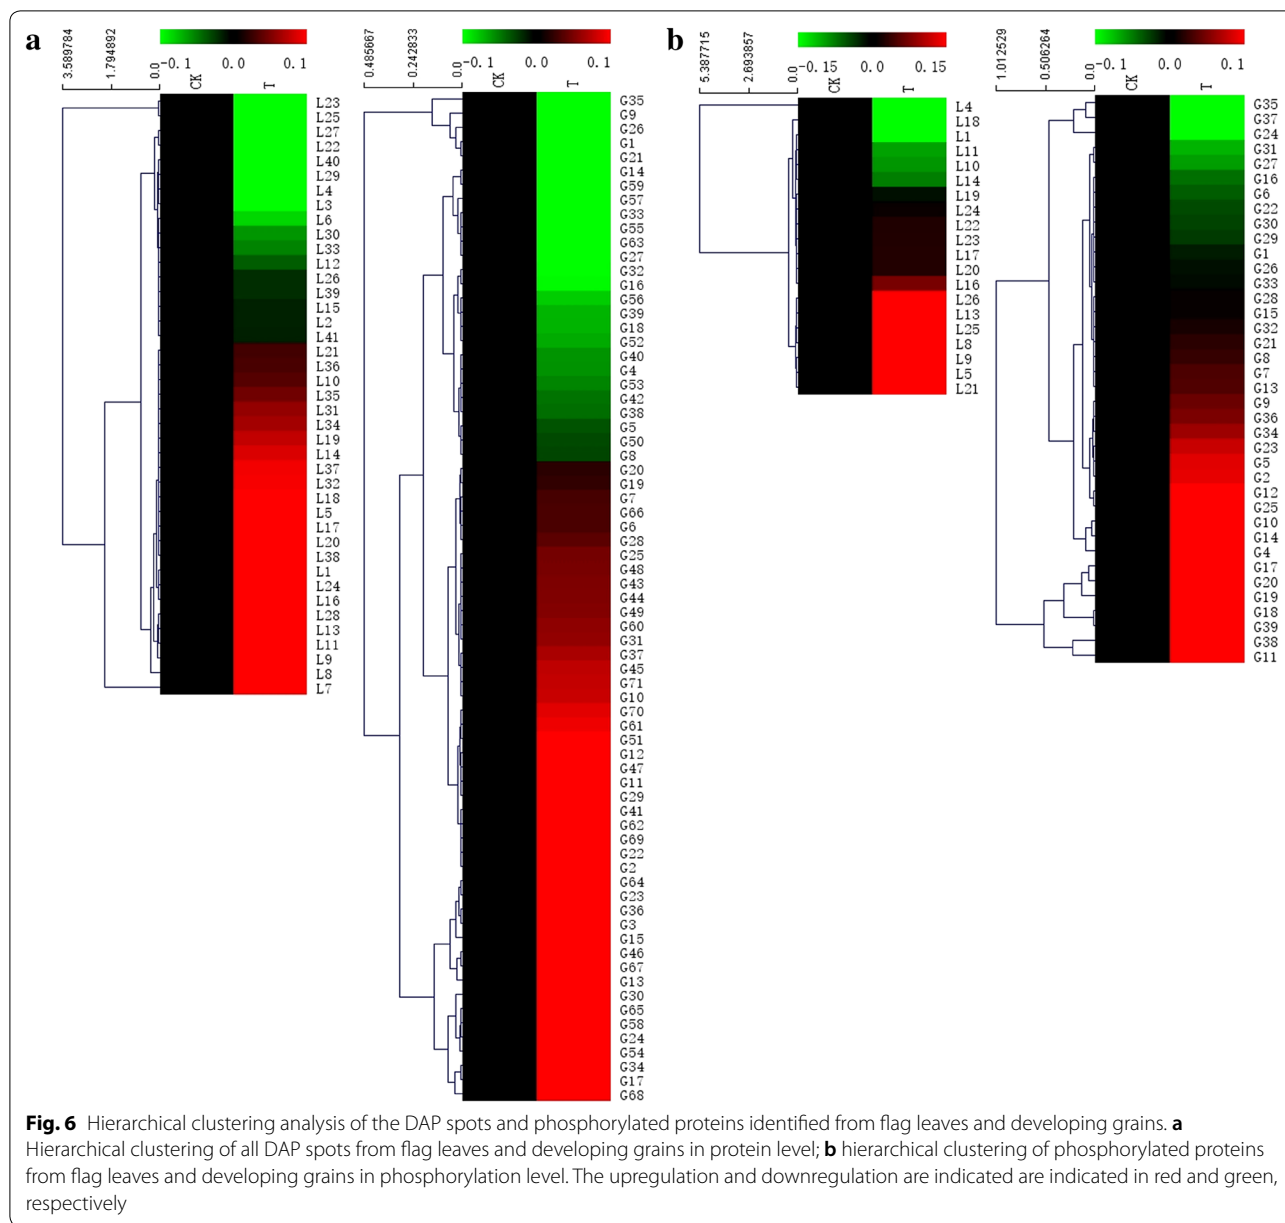 a
3.589784
1.794892
0.0
-0.1 0.0 0.1
CK T
L23
L25
L27
L22
L40
L29
L4
L3
L6
L30
L33
L12
L26
L39
L15
L2
L41
L21
L36
L10
L35
L31
L34
L19
L14
L37
L32
L18
L5
L17
L20
L38
L1
L24
L16
L28
L13
L11
L9
L8
L7
0.485667
0.242833
0.0
-0.1 0.0 0.1
CK T
G35
G9
G26
G1
G21
G14
G59
G57
G33
G55
G63
G27
G32
G16
G56
G39
G18
G52
G40
G4
G53
G42
G38
G5
G50
G8
G20
G19
G7
G66
G6
G28
G25
G48
G43
G44
G49
G60
G31
G37
G45
G71
G10
G70
G61
G51
G12
G47
G11
G29
G41
G62
G69
G22
G2
G64
G23
G36
G3
G15
G46
G67
G13
G30
G65
G58
G24
G54
G34
G17
G68
b
5.387715
2.693857
0.0
-0.15 0.0 0.15
CK T
L4
L18
L1
L11
L10
L14
L19
L24
L22
L23
L17
L20
L16
L26
L13
L25
L8
L9
L5
L21
1.012529
0.506264
0.0
-0.1 0.0 0.1
CK T
G35
G37
G24
G31
G27
G16
G6
G22
G30
G29
G1
G26
G33
G28
G15
G32
G21
G8
G7
G13
G9
G36
G34
G23
G5
G2
G12
G25
G10
G14
G4
G17
G20
G19
G18
G39
G38
G11
Fig. 6 Hierarchical clustering analysis of the DAP spots and phosphorylated proteins identified from flag leaves and developing grains. a
Hierarchical clustering of all DAP spots from flag leaves and developing grains in protein level; b hierarchical clustering of phosphorylated proteins
from flag leaves and developing grains in phosphorylation level. The upregulation and downregulation are indicated are indicated in red and green,
respectively